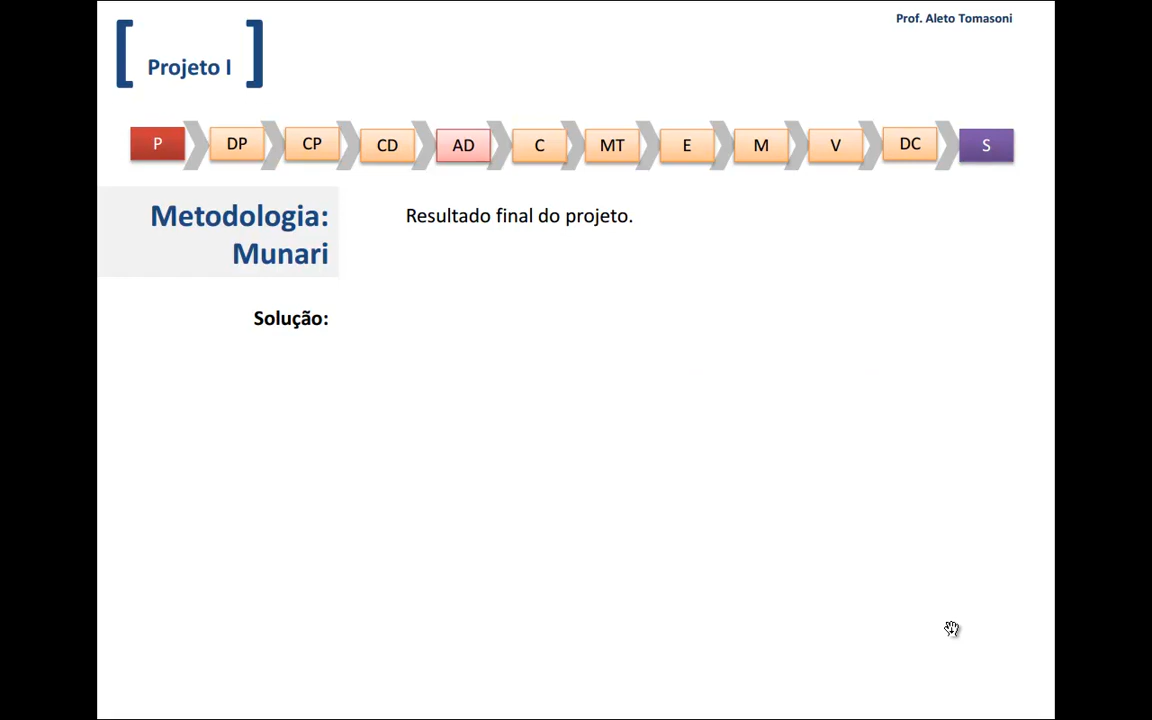 Prof. Aleto Tomasoni
Projeto I
P DP CP CD AD C MT E M V DC S
Metodologia:
Munari
Resultado final do projeto.
Solução: